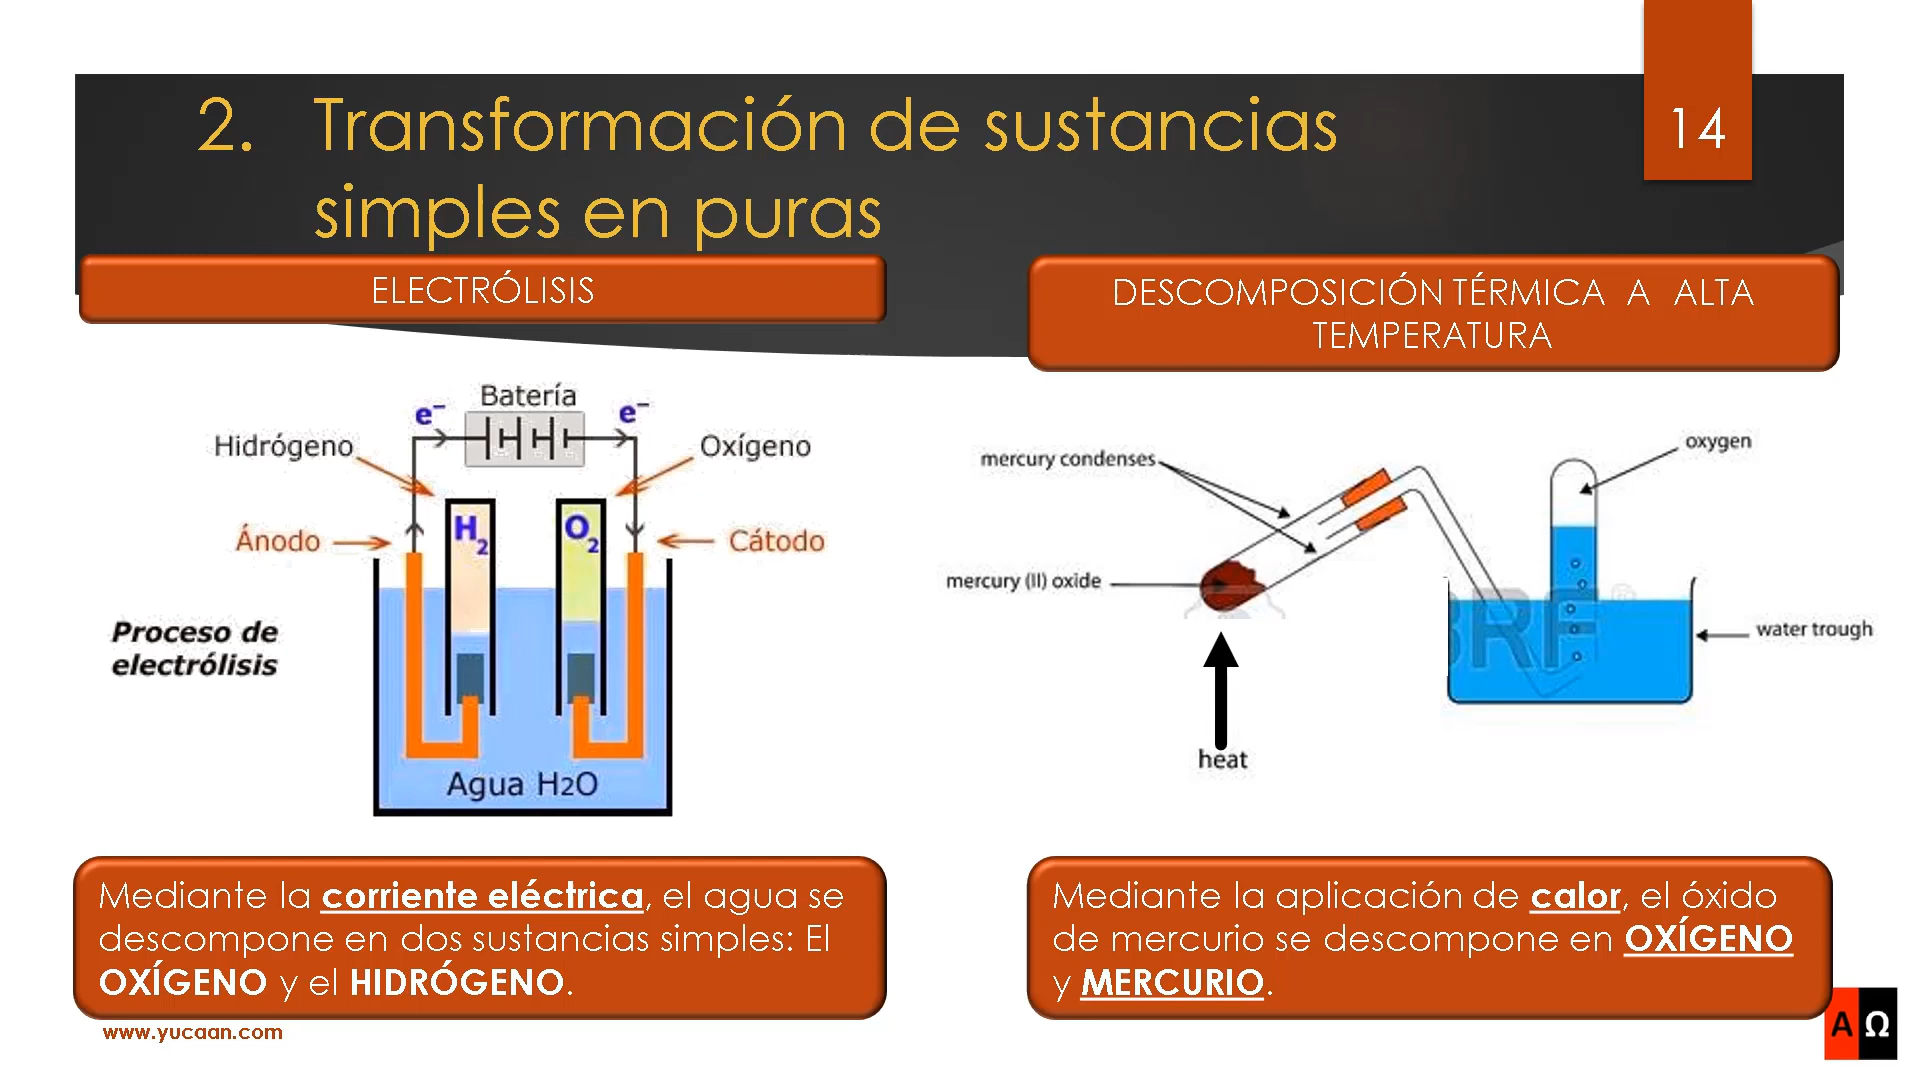 2. Transformación de sustancias
simples en puras
14
ELECTRÓLISIS
DESCOMPOSICIÓN TÉRMICA A ALTA
TEMPERATURA
Batería
e⁻ e⁻
Hidrógeno
Oxígeno
H₂ O₂
Ánodo
Cátodo
Proceso de
electrólisis
Agua H2O
mercury condenses
oxygen
mercury (II) oxide
water trough
heat
BRF®
Mediante la corriente eléctrica, el agua se
descompone en dos sustancias simples: El
OXÍGENO y el HIDRÓGENO.
Mediante la aplicación de calor, el óxido
de mercurio se descompone en OXÍGENO
y MERCURIO.
www.yucaan.com
Α Ω